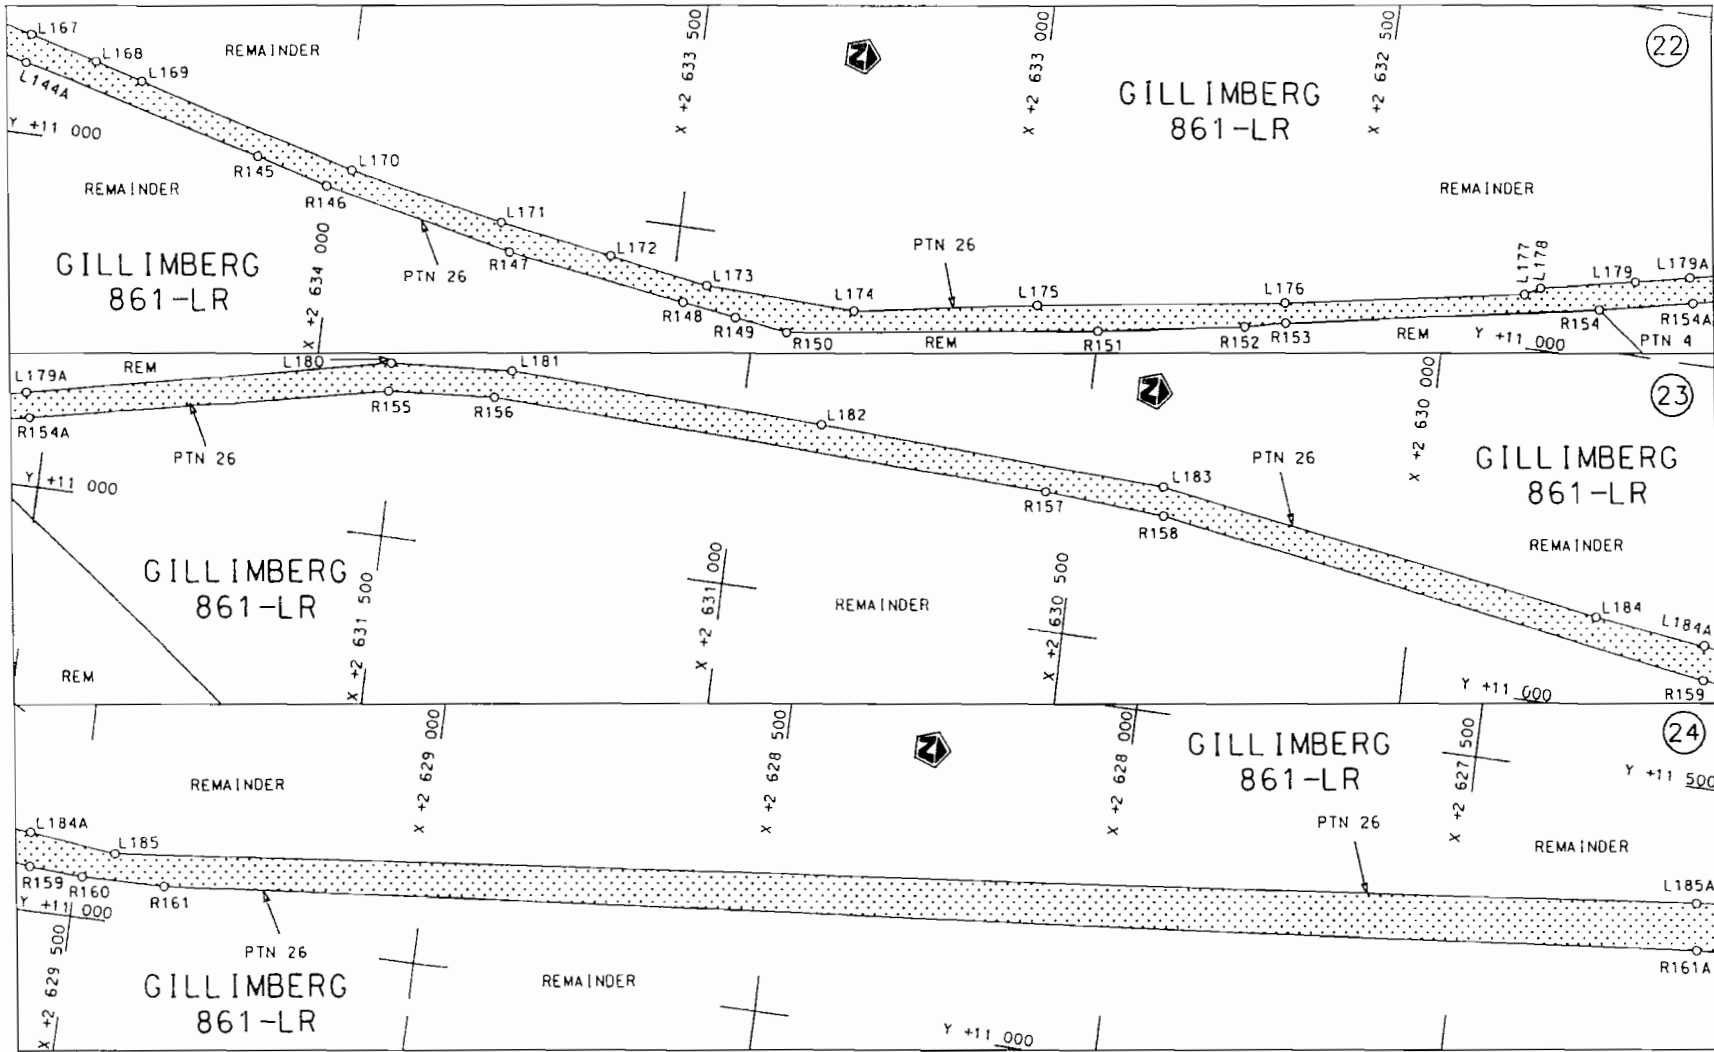 L167
L168
L169
REMAINDER
L144A
Y +11 000
REMAINDER
R145
R146
L170
L171
R147
PTN 26
L172
L173
R148
R149
R150
GILLIMBERG
861-LR
X +2 634 000
X +2 633 500
Z
X +2 633 000
X +2 632 500
22
GILLIMBERG
861-LR
REMAINDER
PTN 26
L174
L175
L176
L177
L178
L179
L179A
REM
R151
R152
R153
REM
Y +11 000
R154
R154A
PTN 4
REM
L179A
L180
L181
R154A
R155
R156
PTN 26
Y +11 000
Z
23
L182
L183
PTN 26
X +2 630 000
GILLIMBERG
861-LR
REMAINDER
R157
R158
GILLIMBERG
861-LR
REM
X +2 631 500
X +2 631 000
REMAINDER
X +2 630 500
L184
L184A
Y +11 000
R159
REMAINDER
X +2 629 000
X +2 628 500
Z
X +2 628 000
GILLIMBERG
861-LR
X +2 627 500
24
Y +11 500
REMAINDER
L184A
L185
R159
R160
R161
Y +11 000
PTN 26
PTN 26
L185A
R161A
X +2 629 500
GILLIMBERG
861-LR
REMAINDER
Y +11 000